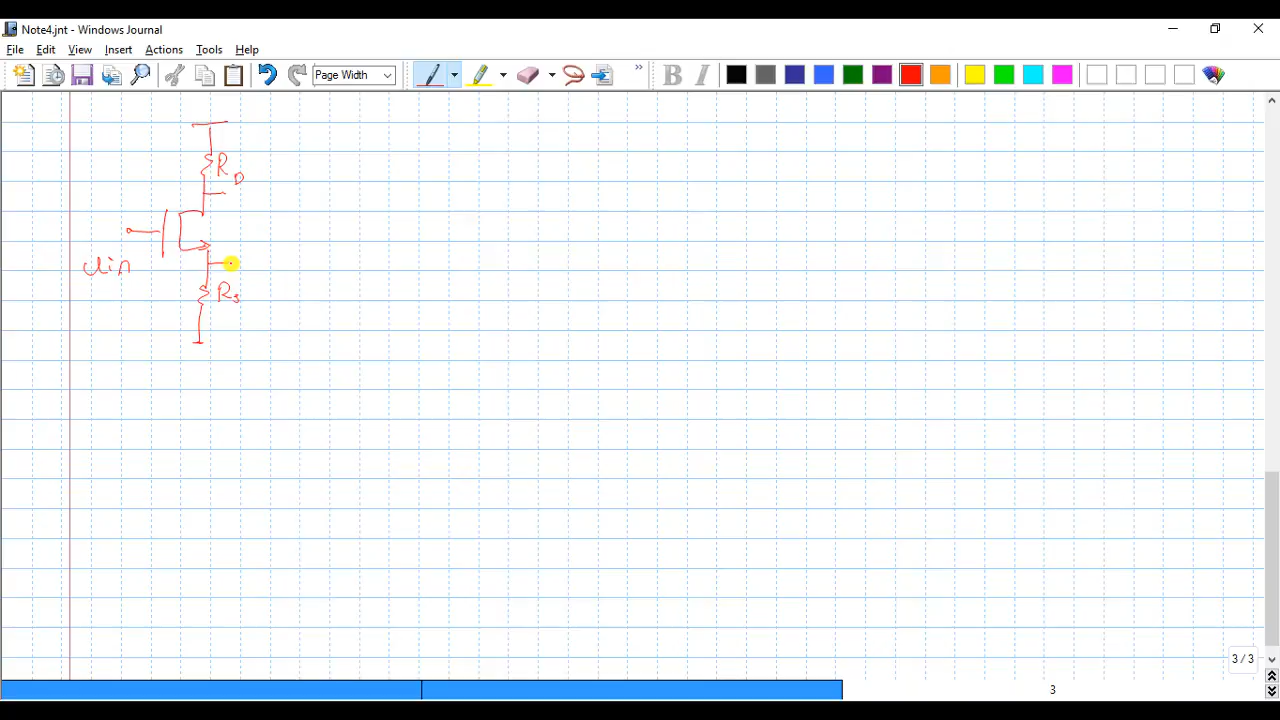 Note4.jnt - Windows Journal
File Edit View Insert Actions Tools Help
Page Width
B I
R_D
Vin
R_s
3 / 3
3